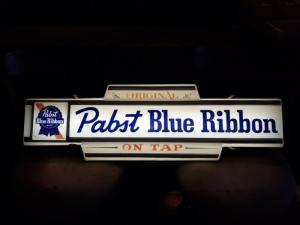 ORIGINAL
Pabst
Blue Ribbon
Pabst Blue Ribbon
ON TAP